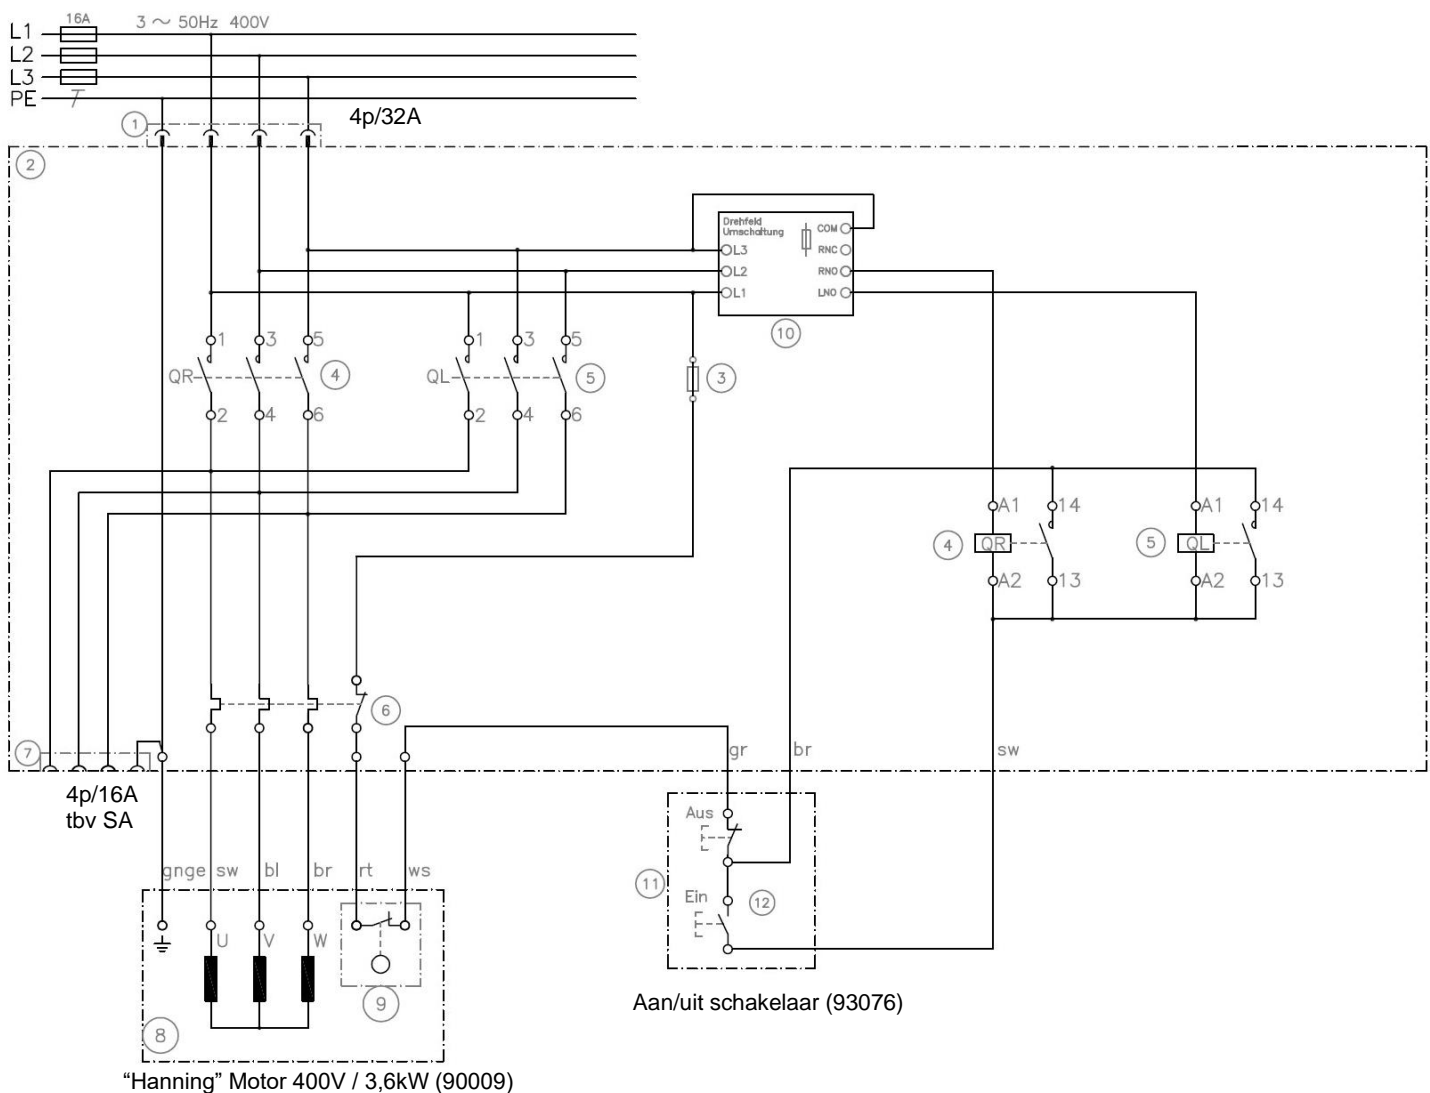 16A 3 ~ 50Hz 400V
L1
L2
L3
PE
4p/32A
1
2
Drehfeld
Umschaltung
COM
L3 RNC
L2 RNO
L1 LNO
10
1 3 5 1 3 5
QR 4 QL 5 3
2 4 6 2 4 6
A1 14 A1 14
4 QR 5 QL
A2 13 A2 13
6
7
gr br sw
4p/16A
tbv SA
Aus
gnge sw bl br rt ws
11
Ein 12
U V W
9
8
Aan/uit schakelaar (93076)
“Hanning” Motor 400V / 3,6kW (90009)